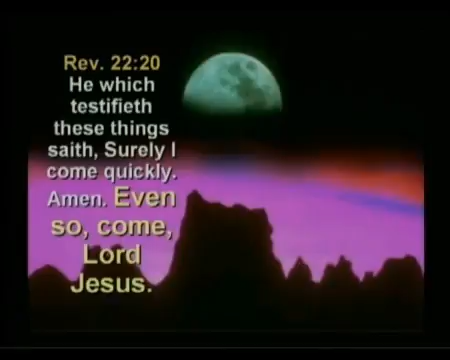 Rev. 22:20
He which
testifieth
these things
saith, Surely I
come quickly.
Amen. Even
so, come,
Lord
Jesus.